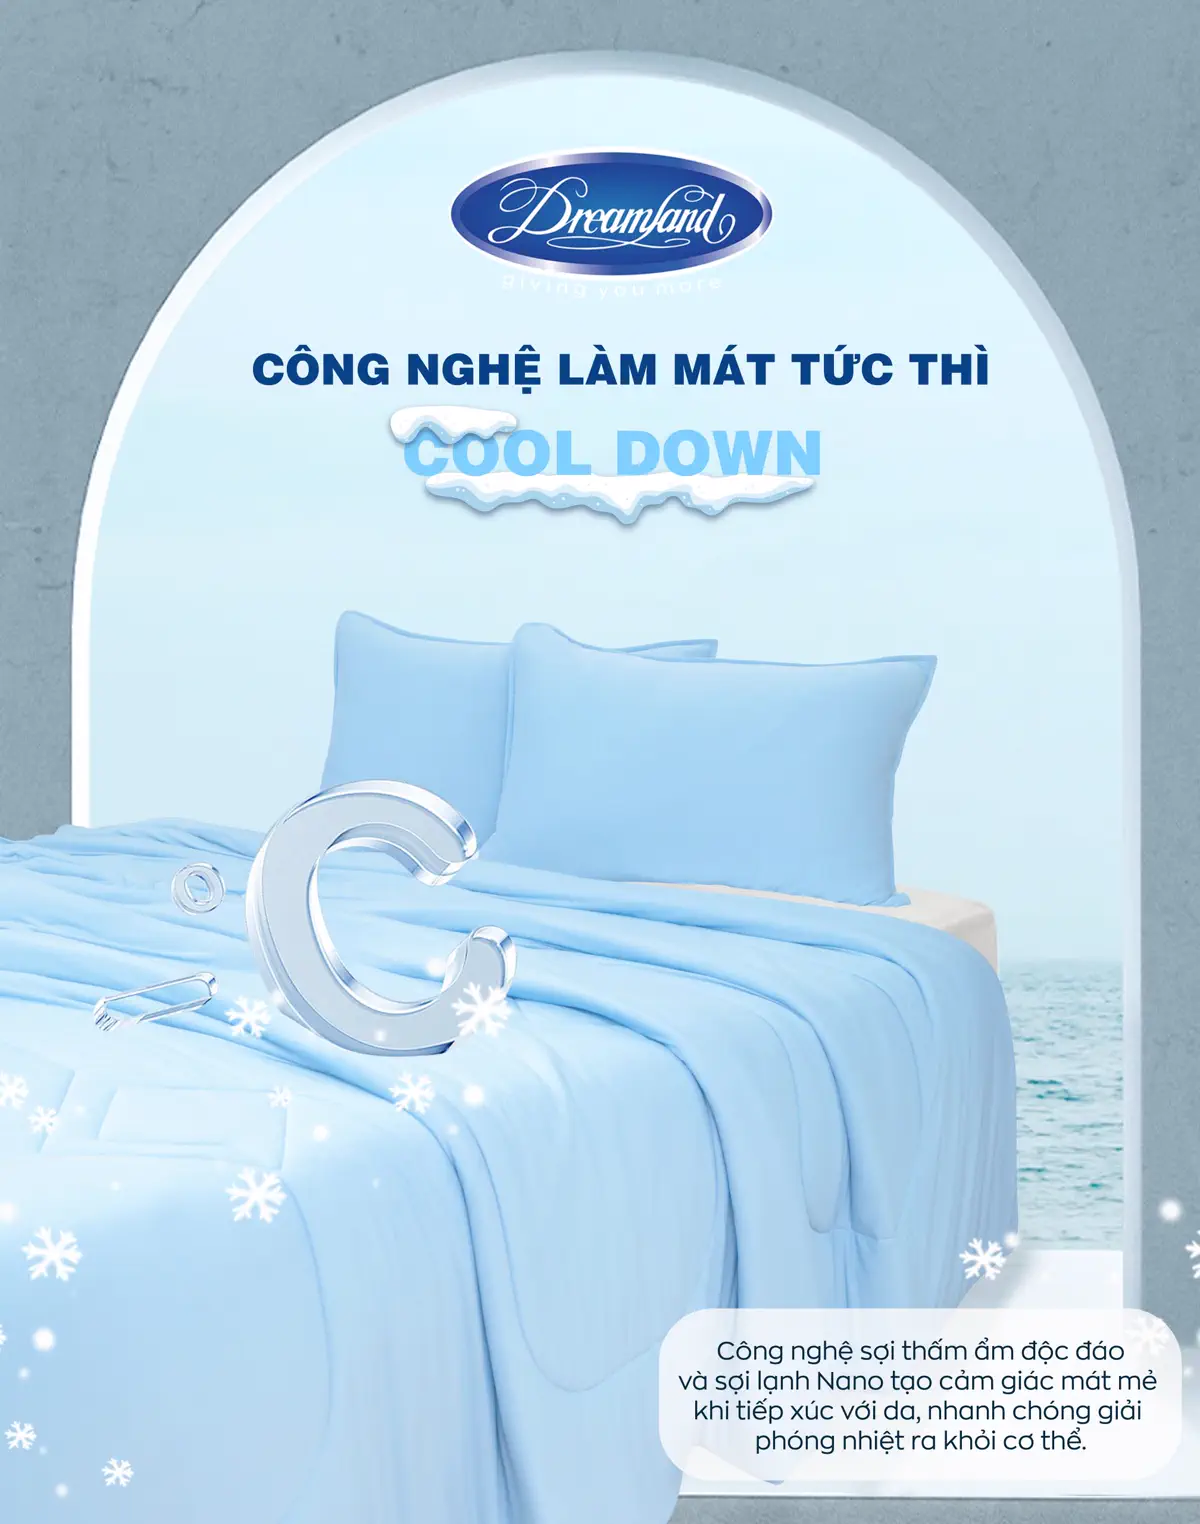 Dreamland
giving you more
CÔNG NGHỆ LÀM MÁT TỨC THÌ
COOL DOWN
°C
Công nghệ sợi thấm ẩm độc đáo
và sợi lạnh Nano tạo cảm giác mát mẻ
khi tiếp xúc với da, nhanh chóng giải
phóng nhiệt ra khỏi cơ thể.